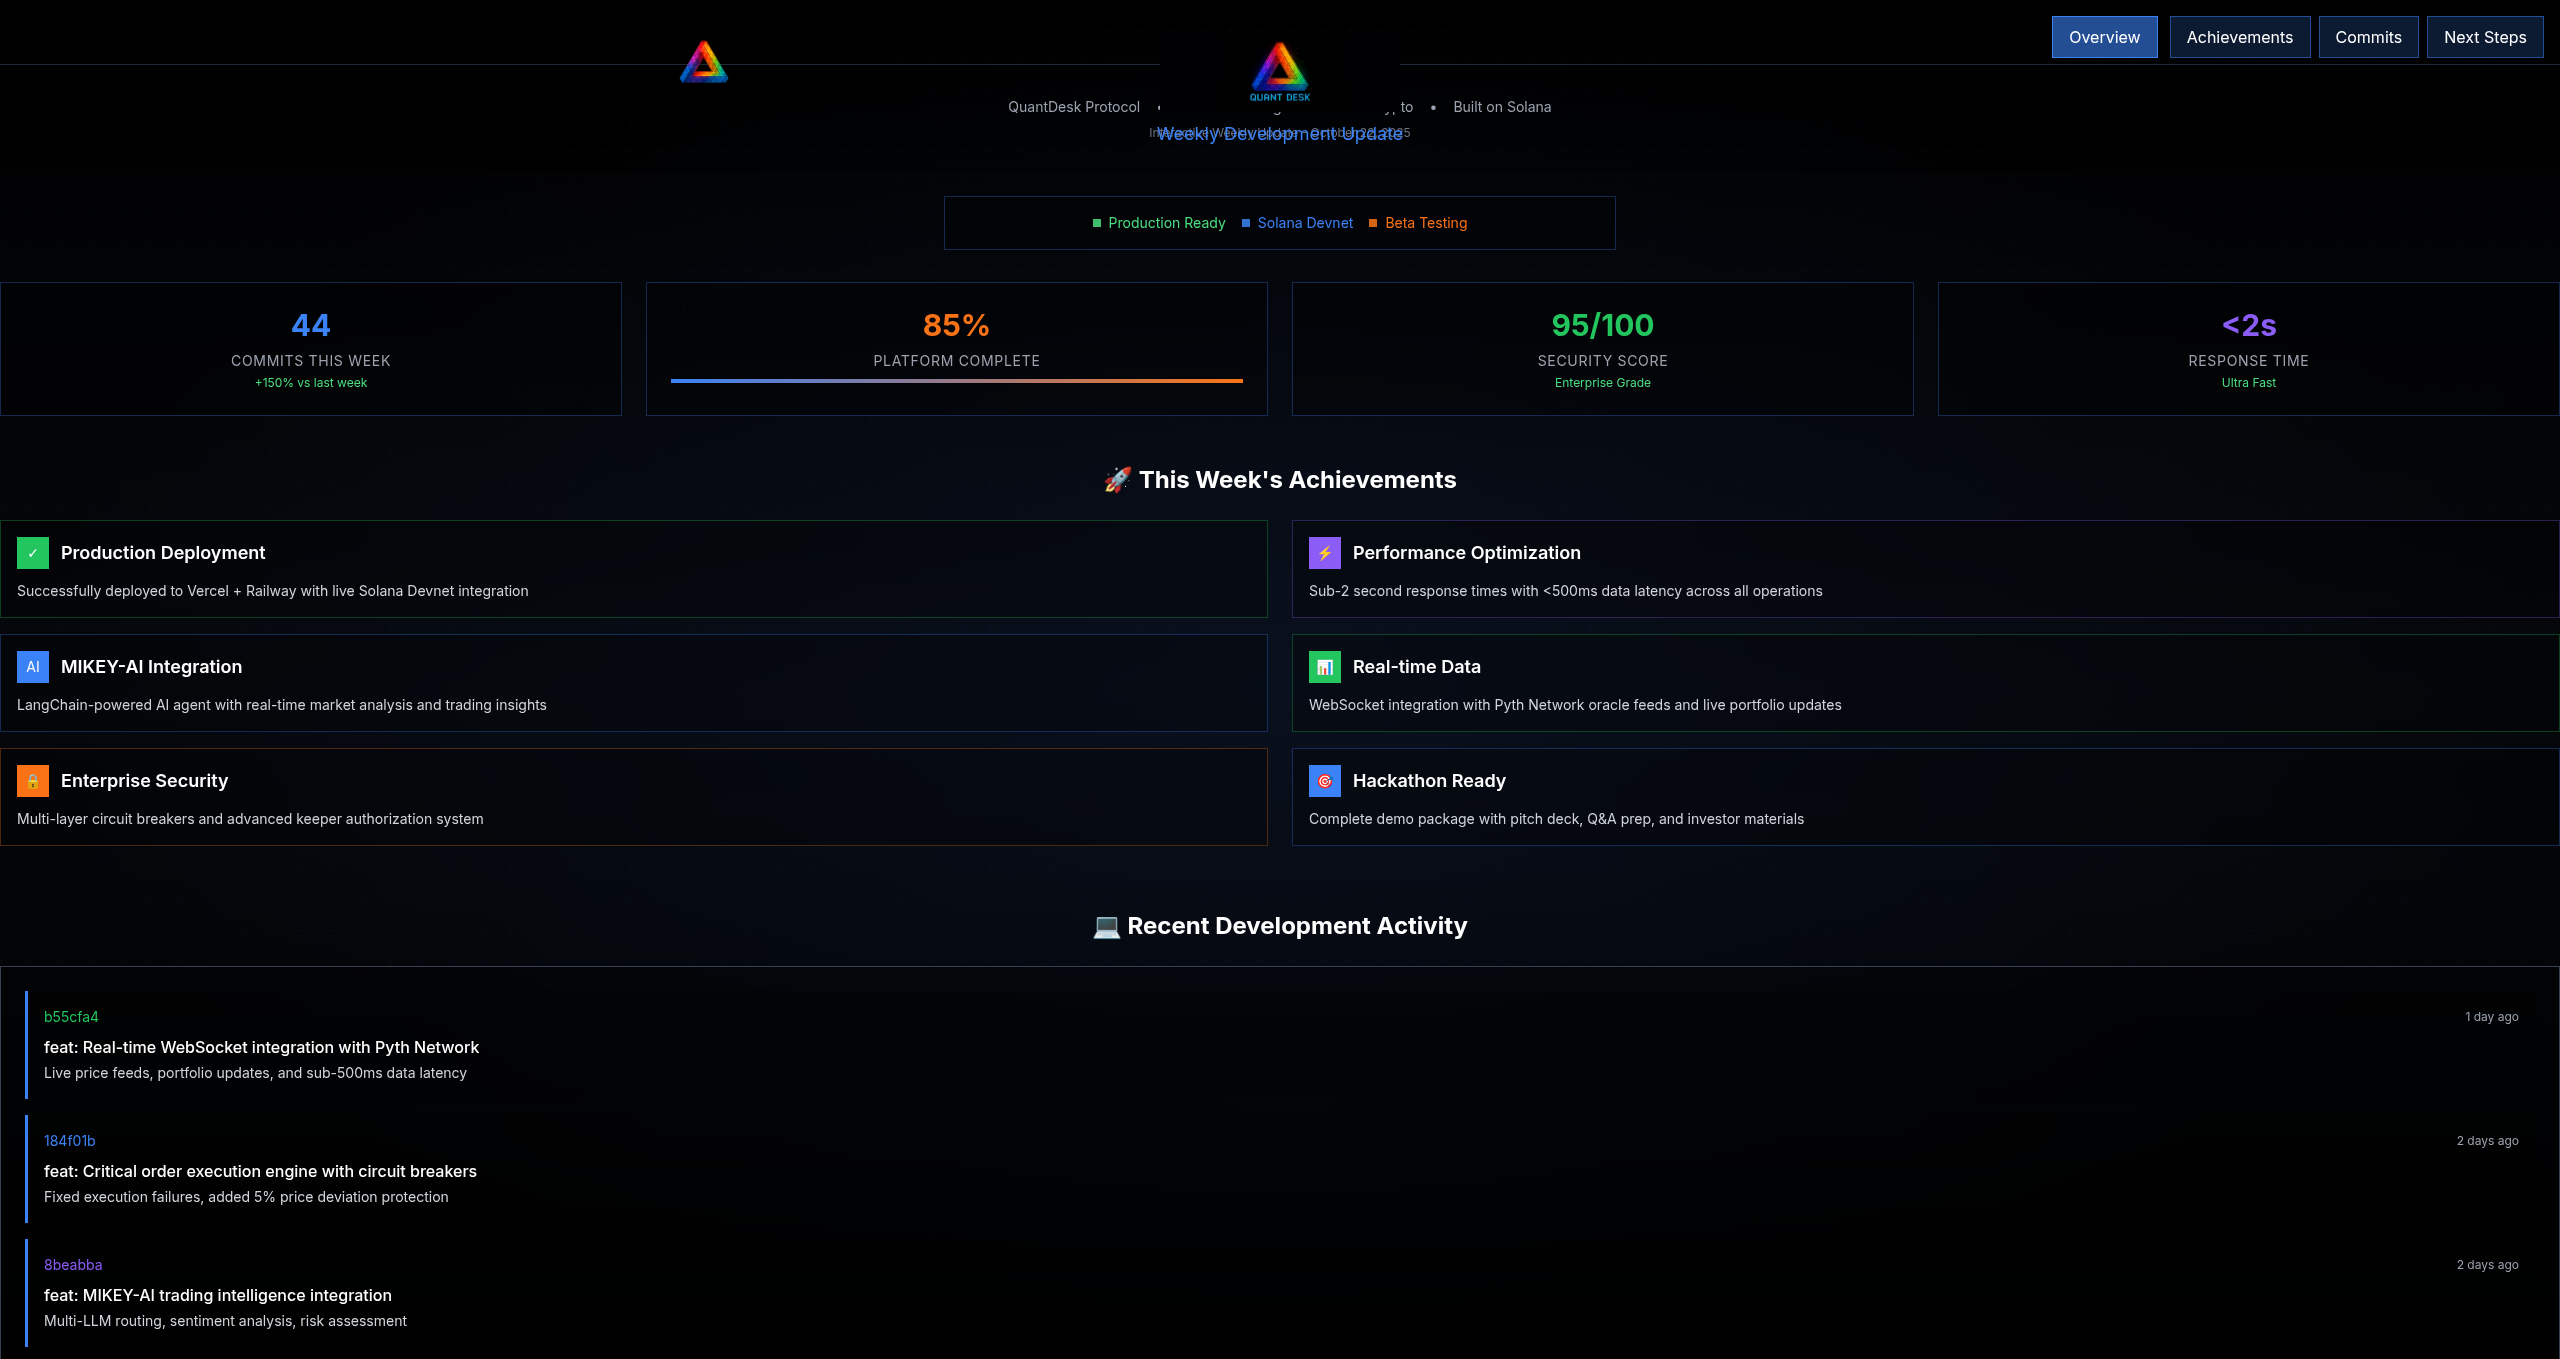 Overview
Achievements
Commits
Next Steps
QUANT DESK
QuantDesk Protocol • to • Built on Solana
Weekly Development Update
Interactive Weekly Update October 22, 2025
Production Ready
Solana Devnet
Beta Testing
44
COMMITS THIS WEEK
+150% vs last week
85%
PLATFORM COMPLETE
95/100
SECURITY SCORE
Enterprise Grade
<2s
RESPONSE TIME
Ultra Fast
🚀 This Week's Achievements
✓ Production Deployment
Successfully deployed to Vercel + Railway with live Solana Devnet integration
⚡ Performance Optimization
Sub-2 second response times with <500ms data latency across all operations
AI MIKEY-AI Integration
LangChain-powered AI agent with real-time market analysis and trading insights
📊 Real-time Data
WebSocket integration with Pyth Network oracle feeds and live portfolio updates
🔒 Enterprise Security
Multi-layer circuit breakers and advanced keeper authorization system
🎯 Hackathon Ready
Complete demo package with pitch deck, Q&A prep, and investor materials
💻 Recent Development Activity
b55cfa4
1 day ago
feat: Real-time WebSocket integration with Pyth Network
Live price feeds, portfolio updates, and sub-500ms data latency
184f01b
2 days ago
feat: Critical order execution engine with circuit breakers
Fixed execution failures, added 5% price deviation protection
8beabba
2 days ago
feat: MIKEY-AI trading intelligence integration
Multi-LLM routing, sentiment analysis, risk assessment